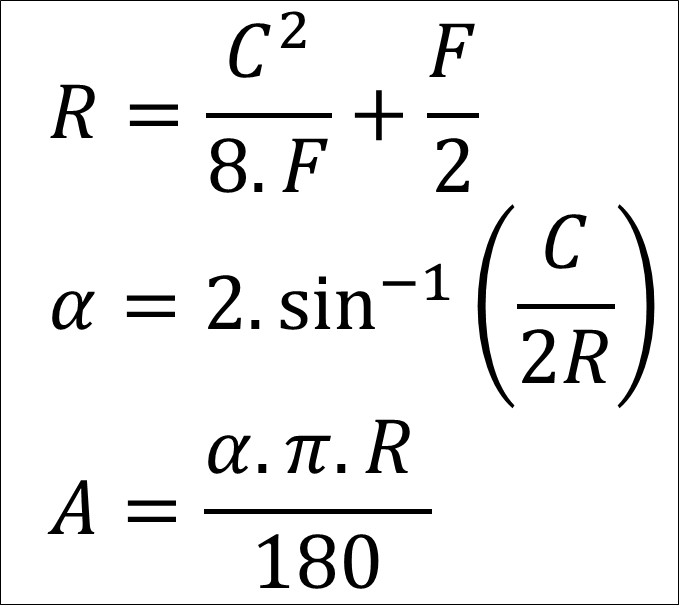 R = C²/8.F + F/2
α = 2.sin⁻¹(C/2R)
A = α.π.R/180